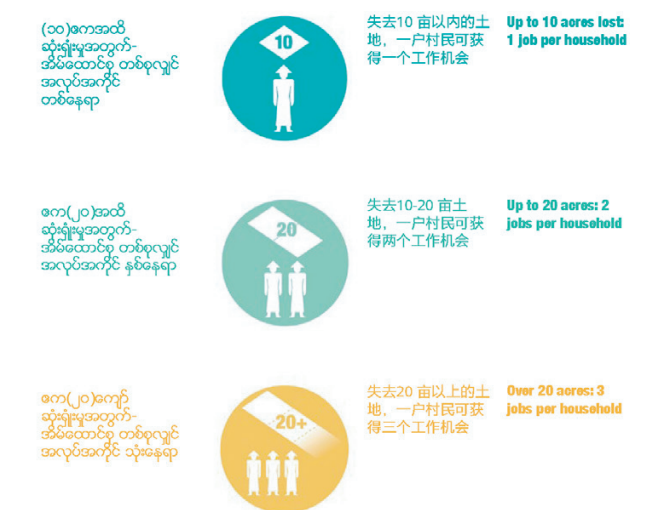 (၁၀)ဧကအထိ
ဆုံးရှုံးမှုအတွက်-
အိမ်ထောင်စု တစ်စုလျှင်
အလုပ်အကိုင်
တစ်နေရာ
10
失去10 亩以内的土
地，一户村民可获
得一个工作机会
Up to 10 acres lost:
1 job per household
ဧက(၂၀)အထိ
ဆုံးရှုံးမှုအတွက်-
အိမ်ထောင်စု တစ်စုလျှင်
အလုပ်အကိုင် နှစ်နေရာ
20
失去10-20 亩土
地，一户村民可获
得两个工作机会
Up to 20 acres: 2
jobs per household
ဧက(၂၀)ကျော်
ဆုံးရှုံးမှုအတွက်-
အိမ်ထောင်စု တစ်စုလျှင်
အလုပ်အကိုင် သုံးနေရာ
20+
失去20 亩以上的土
地，一户村民可获
得三个工作机会
Over 20 acres: 3
jobs per household